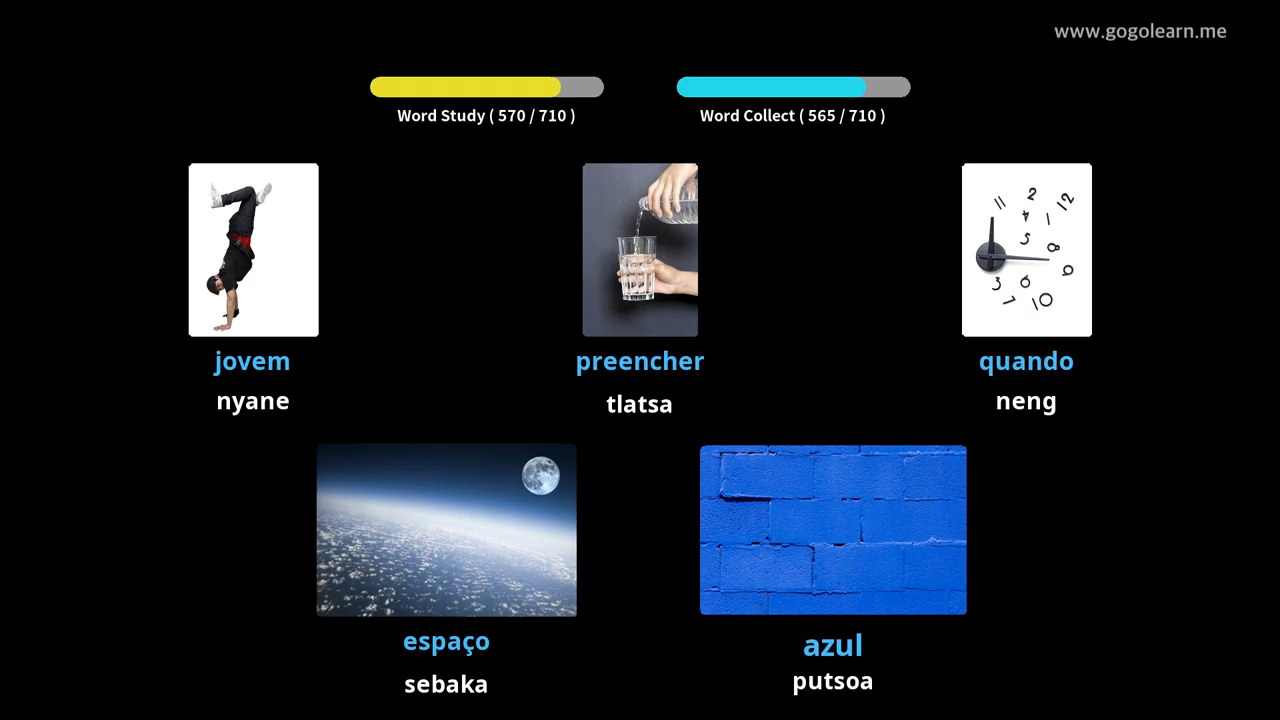 www.gogolearn.me
Word Study ( 570 / 710 )
Word Collect ( 565 / 710 )
jovem
nyane
preencher
tlatsa
quando
neng
espaço
sebaka
azul
putsoa